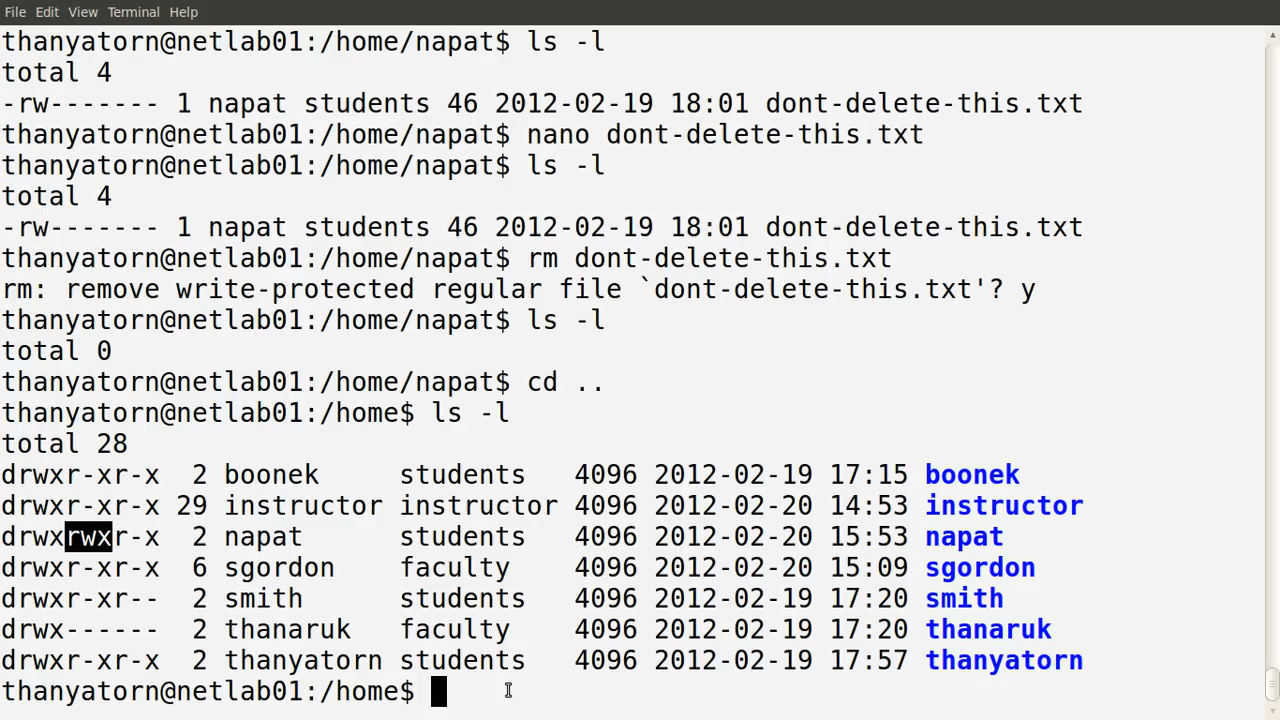 File Edit View Terminal Help
thanyatorn@netlab01:/home/napat$ ls -l
total 4
-rw------- 1 napat students 46 2012-02-19 18:01 dont-delete-this.txt
thanyatorn@netlab01:/home/napat$ nano dont-delete-this.txt
thanyatorn@netlab01:/home/napat$ ls -l
total 4
-rw------- 1 napat students 46 2012-02-19 18:01 dont-delete-this.txt
thanyatorn@netlab01:/home/napat$ rm dont-delete-this.txt
rm: remove write-protected regular file `dont-delete-this.txt'? y
thanyatorn@netlab01:/home/napat$ ls -l
total 0
thanyatorn@netlab01:/home/napat$ cd ..
thanyatorn@netlab01:/home$ ls -l
total 28
drwxr-xr-x  2 boonek     students   4096 2012-02-19 17:15 boonek
drwxr-xr-x 29 instructor instructor 4096 2012-02-20 14:53 instructor
drwxrwxr-x  2 napat      students   4096 2012-02-20 15:53 napat
drwxr-xr-x  6 sgordon    faculty    4096 2012-02-20 15:09 sgordon
drwxr-xr--  2 smith      students   4096 2012-02-19 17:20 smith
drwx------  2 thanaruk   faculty    4096 2012-02-19 17:20 thanaruk
drwxr-xr-x  2 thanyatorn students   4096 2012-02-19 17:57 thanyatorn
thanyatorn@netlab01:/home$